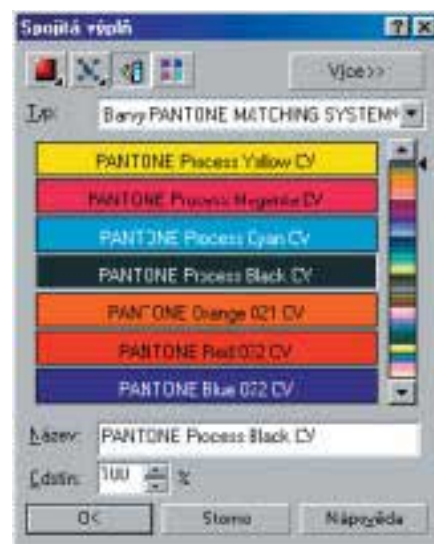 Spojitá výplň
Více>>
Typ: Barvy PANTONE MATCHING SYSTEM
PANTONE Process Yellow CV
PANTONE Process Magenta CV
PANTONE Process Cyan CV
PANTONE Process Black CV
PANTONE Orange 021 CV
PANTONE Red 032 CV
PANTONE Blue 072 CV
Název: PANTONE Process Black CV
Odstín: 100 %
OK Storno Nápověda